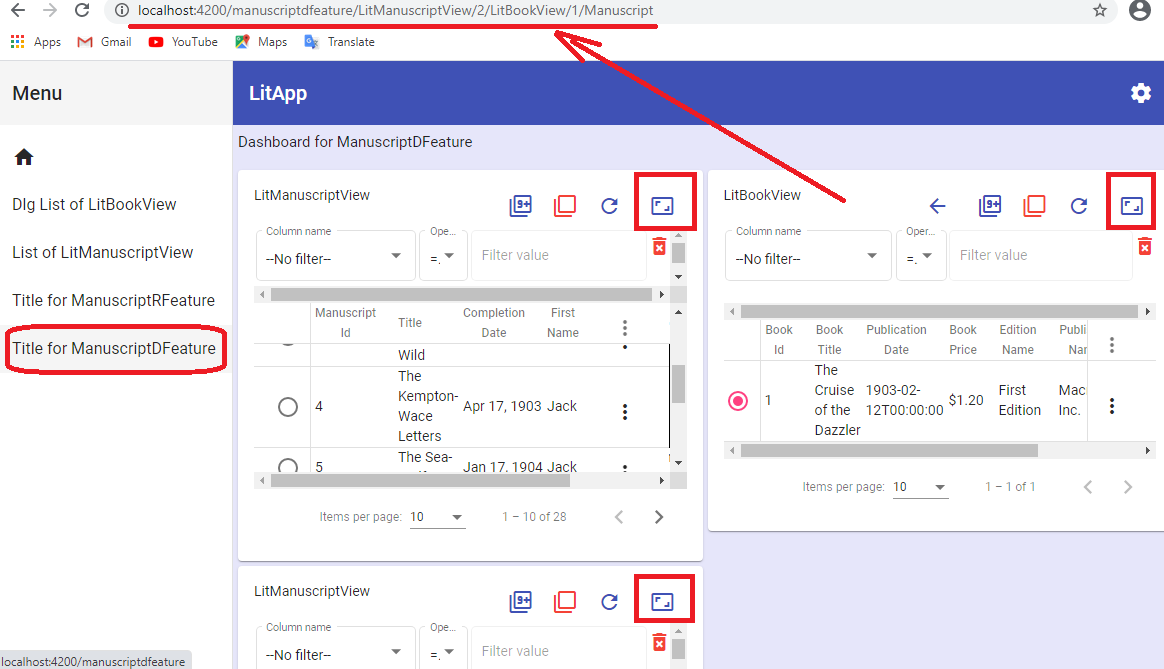 localhost:4200/manuscriptdfeature/LitManuscriptView/2/LitBookView/1/Manuscript
Apps
Gmail
YouTube
Maps
Translate
Menu
LitApp
Dlg List of LitBookView
List of LitManuscriptView
Title for ManuscriptRFeature
Title for ManuscriptDFeature
Dashboard for ManuscriptDFeature
LitManuscriptView
9+
Column name
Ope...
--No filter--
=.
Filter value
Manuscript
Id
Title
Completion
Date
First
Name
Wild
4
The
Kempton-
Wace
Letters
Apr 17, 1903
Jack
5
The Sea-
Jan 17, 1904
Jack
Items per page:
10
1 – 10 of 28
LitBookView
9+
Column name
Oper...
--No filter--
=.
Filter value
Book
Id
Book
Title
Publication
Date
Book
Price
Edition
Name
Publi
Nar
1
The
Cruise
of the
Dazzler
1903-02-
12T00:00:00
$1.20
First
Edition
Mac
Inc.
Items per page:
10
1 – 1 of 1
LitManuscriptView
9+
Column name
Ope...
--No filter--
=.
Filter value
localhost:4200/manuscriptdfeature